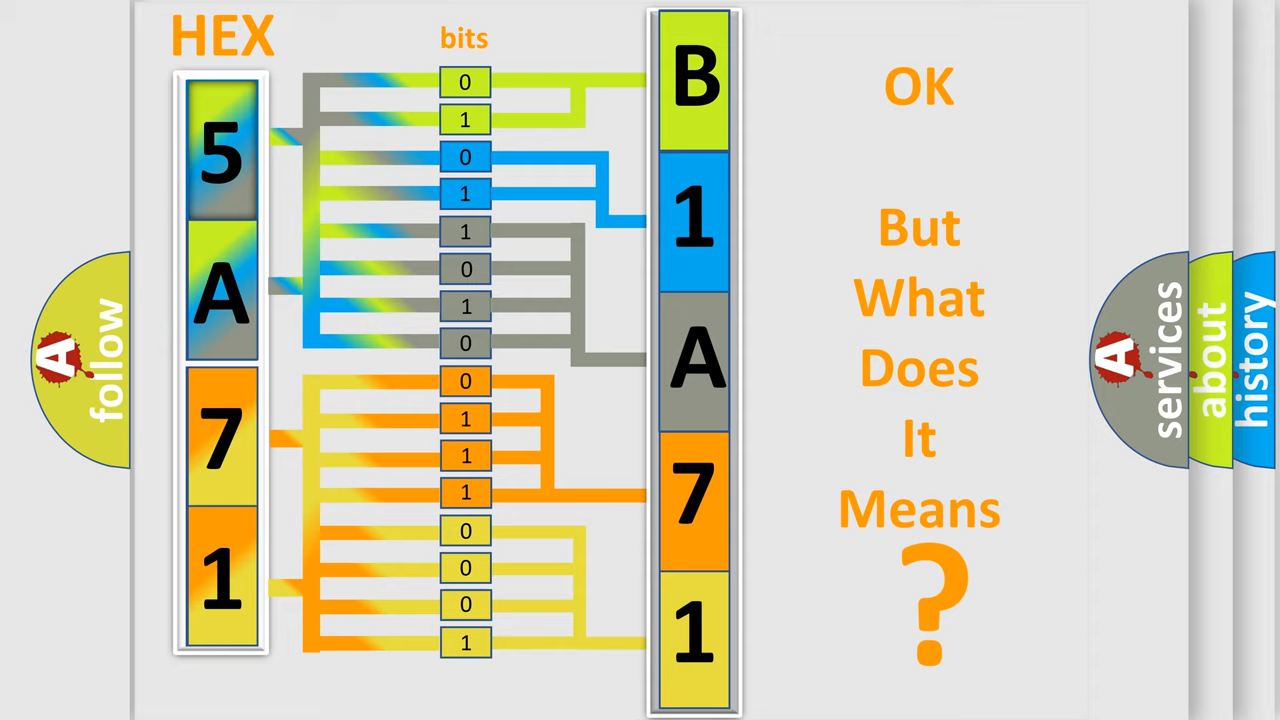 HEX
bits
5
A
7
1
0
1
0
1
1
0
1
0
0
1
1
1
0
0
0
1
B
1
A
7
1
OK
But
What
Does
It
Means
?
A
follow
A
services
about
history